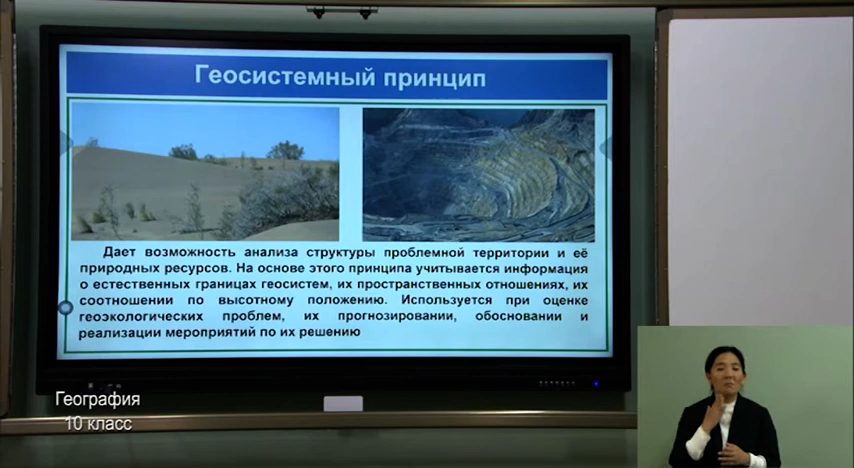 Геосистемный принцип
Дает возможность анализа структуры проблемной территории и её
природных ресурсов. На основе этого принципа учитывается информация
о естественных границах геосистем, их пространственных отношениях, их
соотношении по высотному положению. Используется при оценке
геоэкологических проблем, их прогнозировании, обосновании и
реализации мероприятий по их решению
География
10 класс